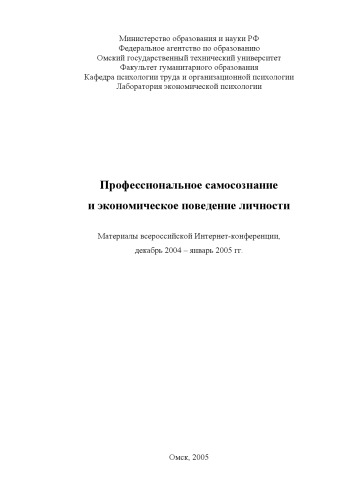 Министерство образования и науки РФ
Федеральное агентство по образованию
Омский государственный технический университет
Факультет гуманитарного образования
Кафедра психологии труда и организационной психологии
Лаборатория экономической психологии
Профессиональное самосознание
и экономическое поведение личности
Материалы всероссийской Интернет-конференции,
декабрь 2004 – январь 2005 гг.
Омск, 2005